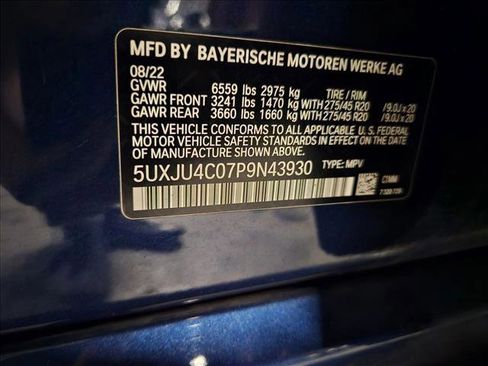 MFD BY BAYERISCHE MOTOREN WERKE AG
08/22
GVWR 6559 lbs 2975 kg TIRE / RIM
GAWR FRONT 3241 lbs 1470 kg WITH 275/45 R20 /9.0J x 20
GAWR REAR 3660 lbs 1660 kg WITH 275/45 R20 /9.0J x 20
THIS VEHICLE CONFORMS TO ALL APPLICABLE U. S. FEDERAL
MOTOR VEHICLE SAFETY STANDARDS IN EFFECT ON THE DATE
OF MANUFACTURE SHOWN ABOVE.
5UXJU4C07P9N43930 TYPE: MPV
C1MM